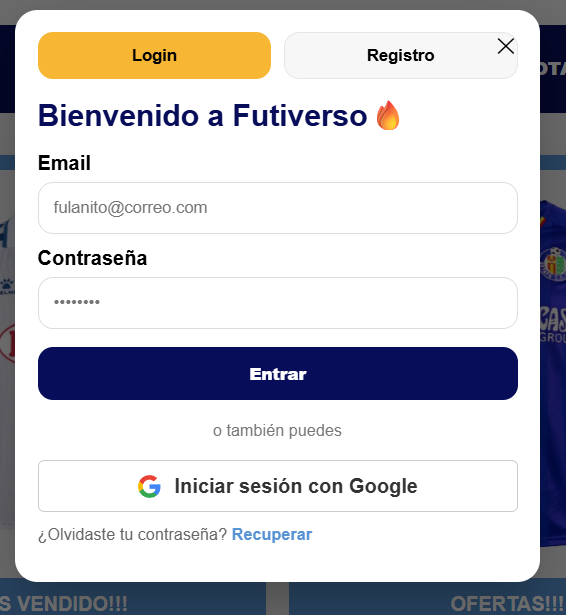 Login
Registro
Bienvenido a Futiverso🔥
Email
fulanito@correo.com
Contraseña
••••••••
Entrar
o también puedes
Iniciar sesión con Google
¿Olvidaste tu contraseña? Recuperar
S VENDIDO!!!
OFERTAS!!!